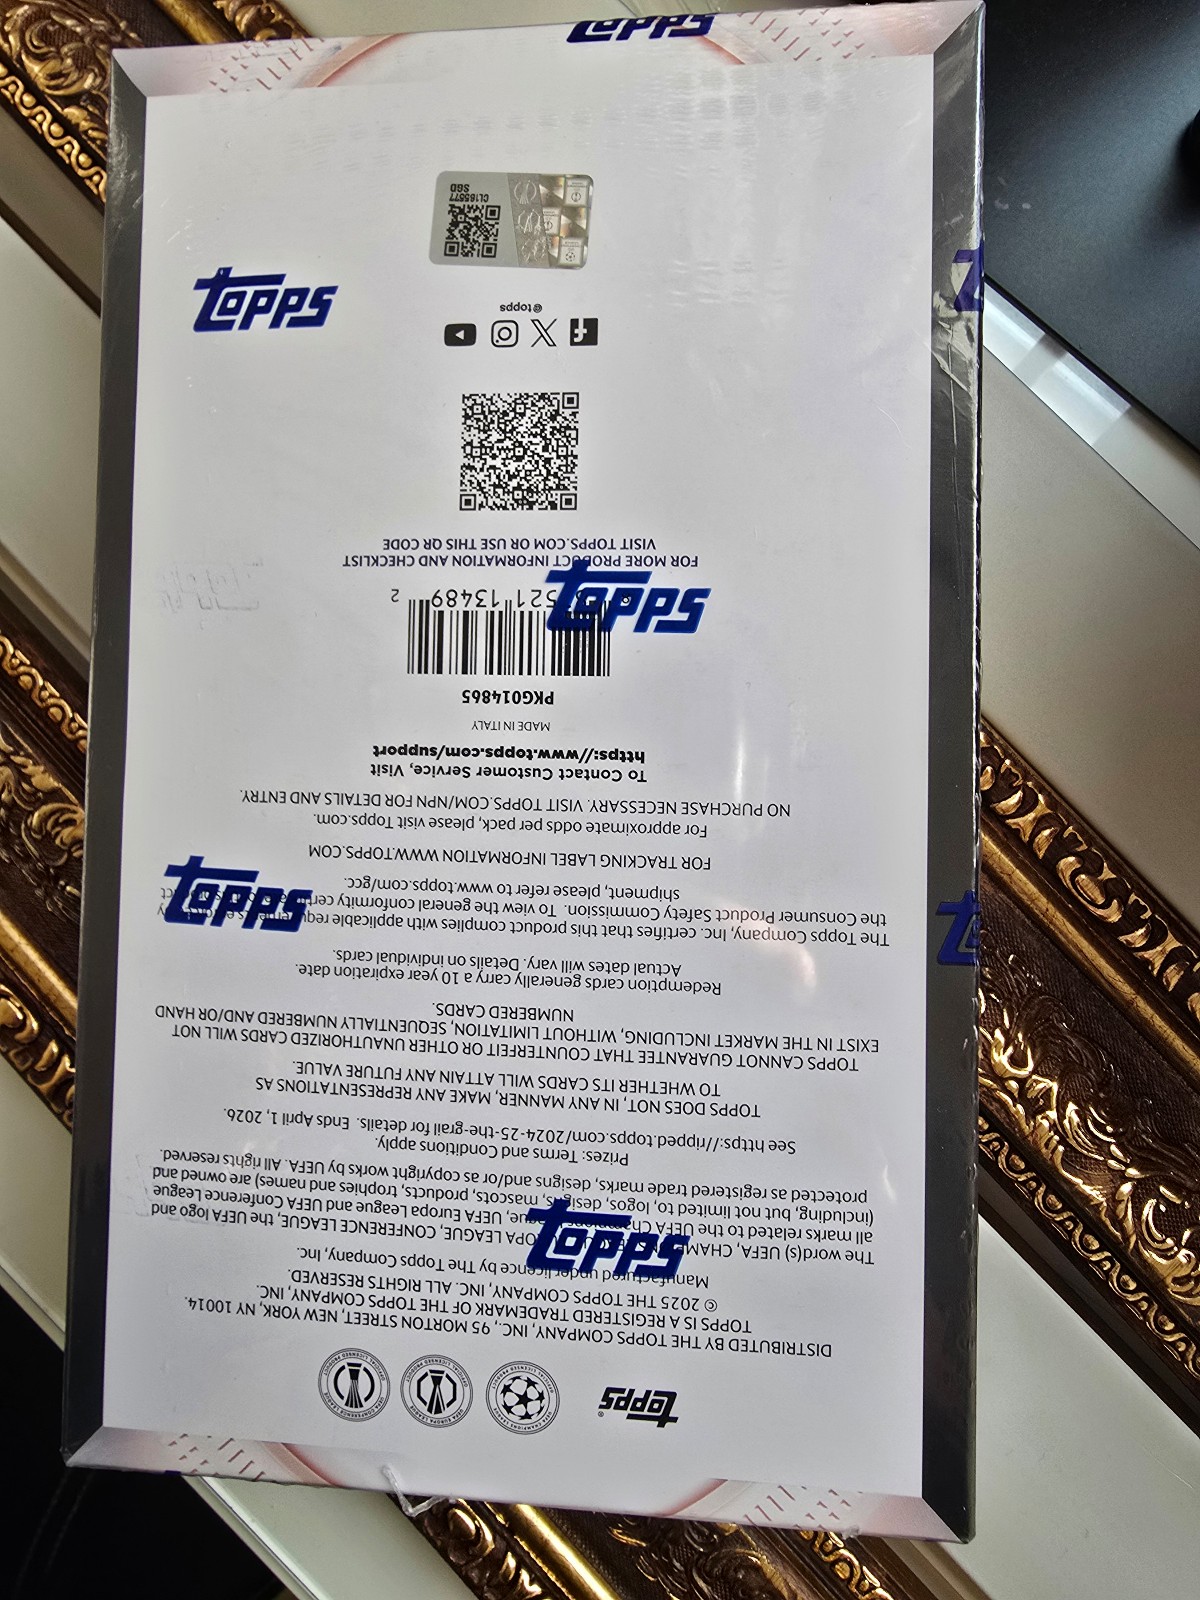 topps®
DISTRIBUTED BY THE TOPPS COMPANY, INC., 95 MORTON STREET, NEW YORK, NY 10014.
TOPPS IS A REGISTERED TRADEMARK OF THE TOPPS COMPANY, INC.
© 2025 THE TOPPS COMPANY, INC. ALL RIGHTS RESERVED.
Manufactured under licence by The Topps Company, Inc.
The word(s) UEFA, CONFERENCE LEAGUE, the UEFA logo and
all marks related to the UEFA League, UEFA Europa League and UEFA Conference League
(including, but not limited to, logos, designs, mascots, products, trophies and names) are owned and
protected as registered trade marks, designs and/or as copyright works by UEFA. All rights reserved.
Prizes: Terms and Conditions apply.
See https://ripped.topps.com/2024-25-the-grail for details. Ends April 1, 2026.
TOPPS DOES NOT, IN ANY MANNER, MAKE ANY REPRESENTATIONS AS
TO WHETHER ITS CARDS WILL ATTAIN ANY FUTURE VALUE.
TOPPS CANNOT GUARANTEE THAT COUNTERFEIT OR OTHER UNAUTHORIZED CARDS WILL NOT
EXIST IN THE MARKET INCLUDING, WITHOUT LIMITATION, SEQUENTIALLY NUMBERED AND/OR HAND
NUMBERED CARDS.
Redemption cards generally carry a 10 year expiration date.
Actual dates will vary. Details on individual cards.
The Topps Company, Inc. certifies that this product complies with applicable
the Consumer Product Safety Commission. To view the general conformity
shipment, please refer to www.topps.com/gcc.
FOR TRACKING LABEL INFORMATION WWW.TOPPS.COM
For approximate odds per pack, please visit Topps.com.
NO PURCHASE NECESSARY. VISIT TOPPS.COM/NPN FOR DETAILS AND ENTRY.
To Contact Customer Service, Visit
https://www.topps.com/support
MADE IN ITALY
PKG014865
521 13489 2
FOR MORE PRODUCT INFORMATION AND CHECKLIST
VISIT TOPPS.COM OR USE THIS QR CODE
@topps
CL165577
SGD
topps
topps
topps
topps
topps
topps